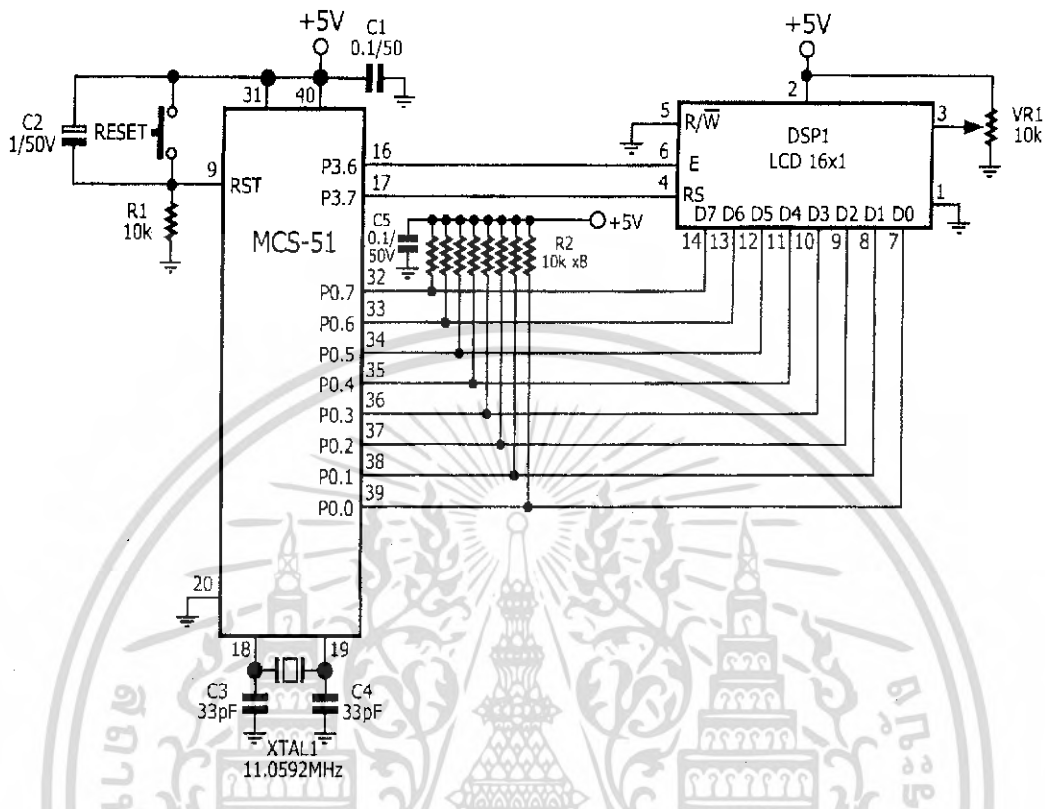 +5V
C1
0.1/50
+5V
31
40
2
C2
1/50V
RESET
5
R/W̅
3
VR1
10k
DSP1
LCD 16x1
16
P3.6
6
E
9
RST
17
P3.7
4
RS
1
R1
10k
C5
0.1/
50V
+5V
D7 D6 D5 D4 D3 D2 D1 D0
14 13 12 11 10 9 8 7
MCS-51
R2
10k x8
32
P0.7
33
P0.6
34
P0.5
35
P0.4
36
P0.3
37
P0.2
38
P0.1
39
P0.0
20
18
19
C3
33pF
C4
33pF
XTAL1
11.0592MHz